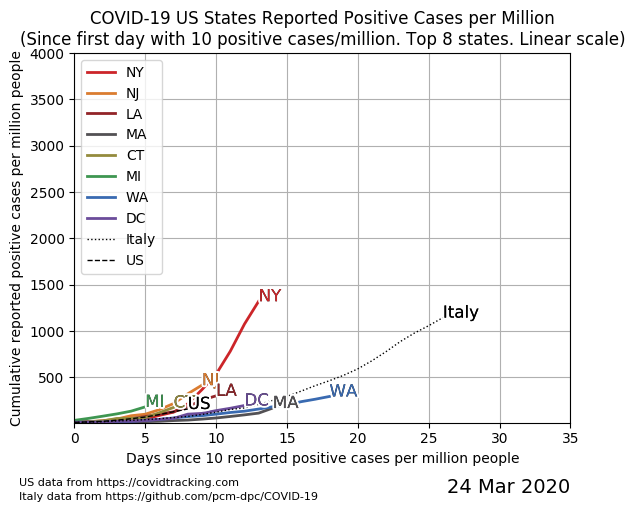 COVID-19 US States Reported Positive Cases per Million
(Since first day with 10 positive cases/million. Top 8 states. Linear scale)
Cumulative reported positive cases per million people
4000
3500
3000
2500
2000
1500
1000
500
NY
NJ
LA
MA
CT
MI
WA
DC
Italy
US
NY
Italy
NJ
LA
WA
MI
CT
US
DC
MA
0 5 10 15 20 25 30 35
Days since 10 reported positive cases per million people
US data from https://covidtracking.com
Italy data from https://github.com/pcm-dpc/COVID-19
24 Mar 2020